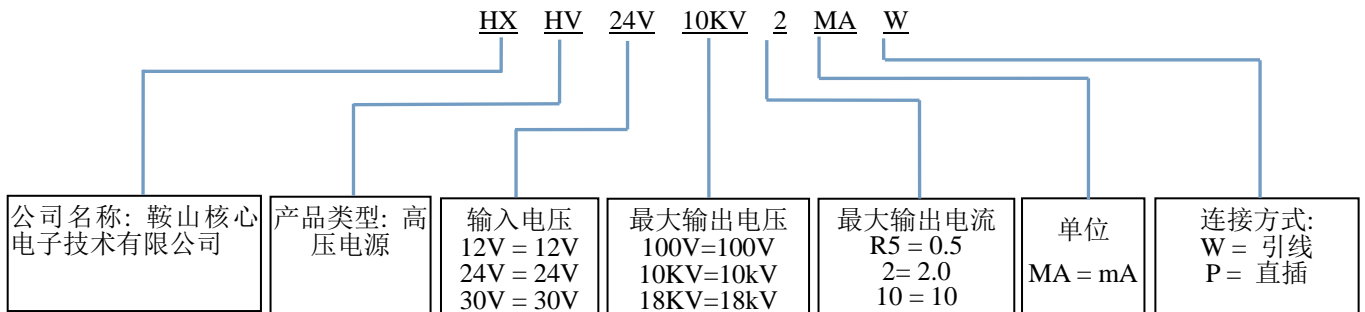 HX HV 24V 10KV 2 MA W
公司名称: 鞍山核心
电子技术有限公司
产品类型: 高
压电源
输入电压
12V = 12V
24V = 24V
30V = 30V
最大输出电压
100V=100V
10KV=10kV
18KV=18kV
最大输出电流
R5 = 0.5
2= 2.0
10 = 10
单位
MA = mA
连接方式:
W = 引线
P = 直插